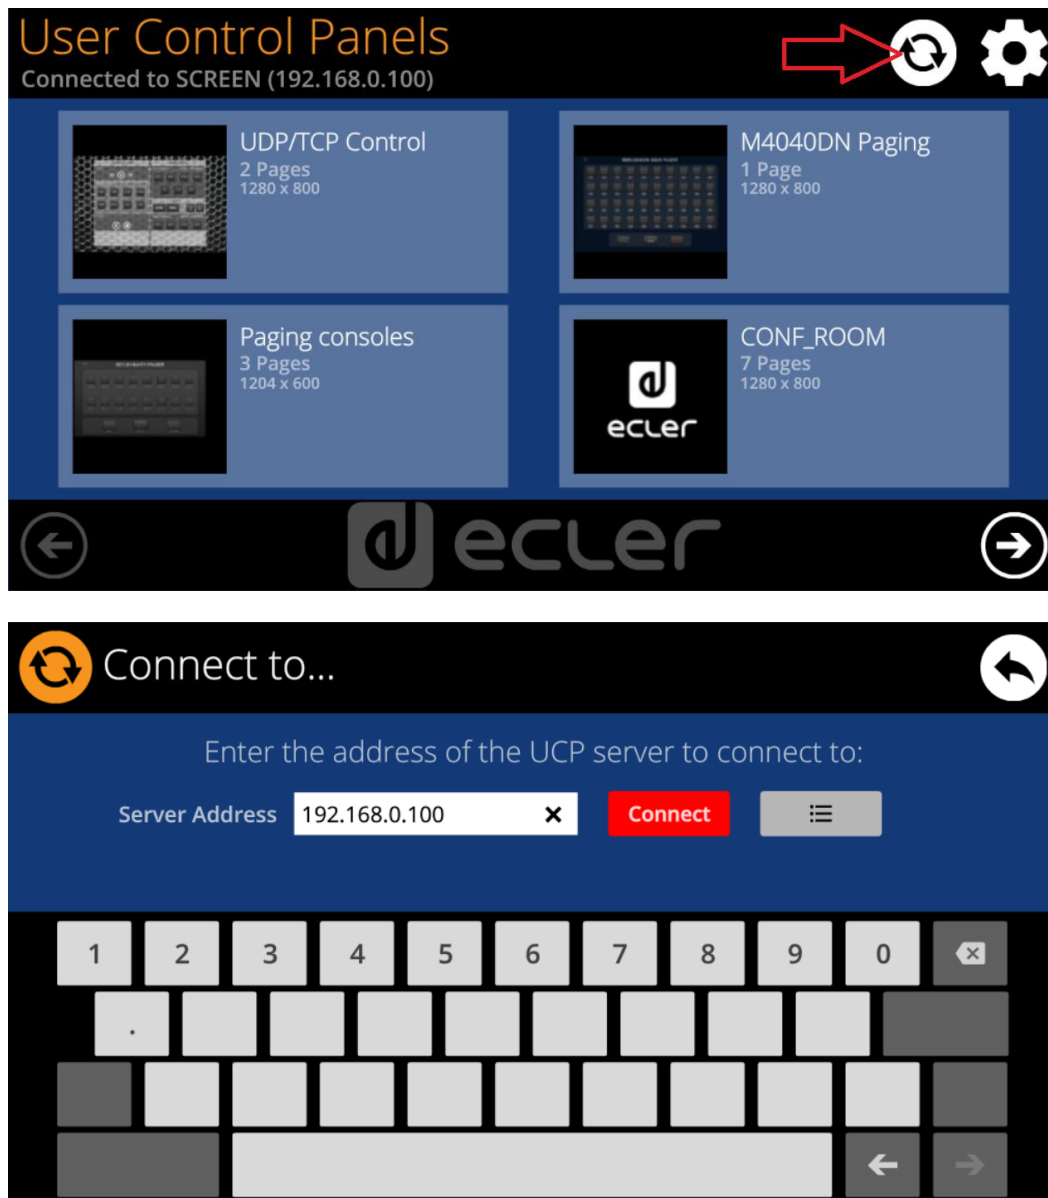 User Control Panels
Connected to SCREEN (192.168.0.100)
UDP/TCP Control
2 Pages
1280 x 800
M4040DN Paging
1 Page
1280 x 800
Paging consoles
3 Pages
1204 x 600
CONF_ROOM
7 Pages
1280 x 800
ecler
ecler
Connect to...
Enter the address of the UCP server to connect to:
Server Address 192.168.0.100 Connect
1 2 3 4 5 6 7 8 9 0
.